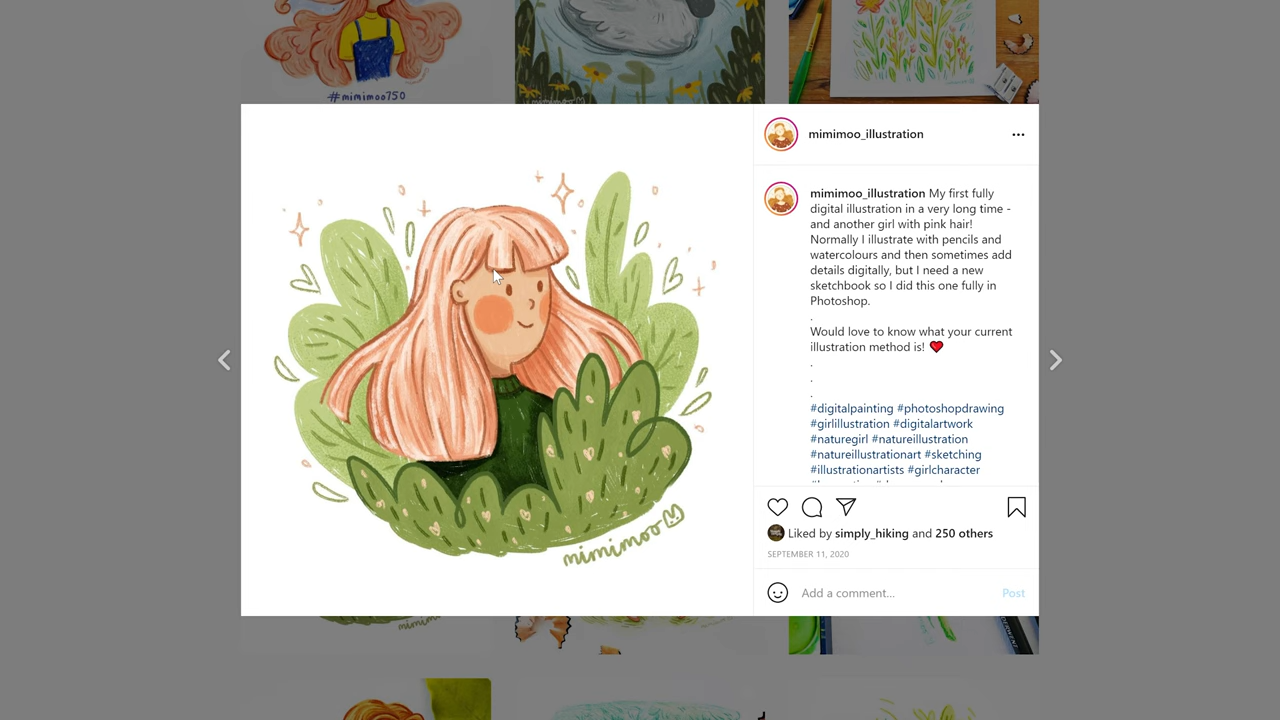 #mimimoo750
mimimoo
mimimoo_illustration
mimimoo_illustration My first fully
digital illustration in a very long time -
and another girl with pink hair!
Normally I illustrate with pencils and
watercolours and then sometimes add
details digitally, but I need a new
sketchbook so I did this one fully in
Photoshop.
.
Would love to know what your current
illustration method is! ❤️
.
.
.
#digitalpainting #photoshopdrawing
#girlillustration #digitalartwork
#naturegirl #natureillustration
#natureillustrationart #sketching
#illustrationartists #girlcharacter
Liked by simply_hiking and 250 others
SEPTEMBER 11, 2020
Add a comment... Post
mimimoo